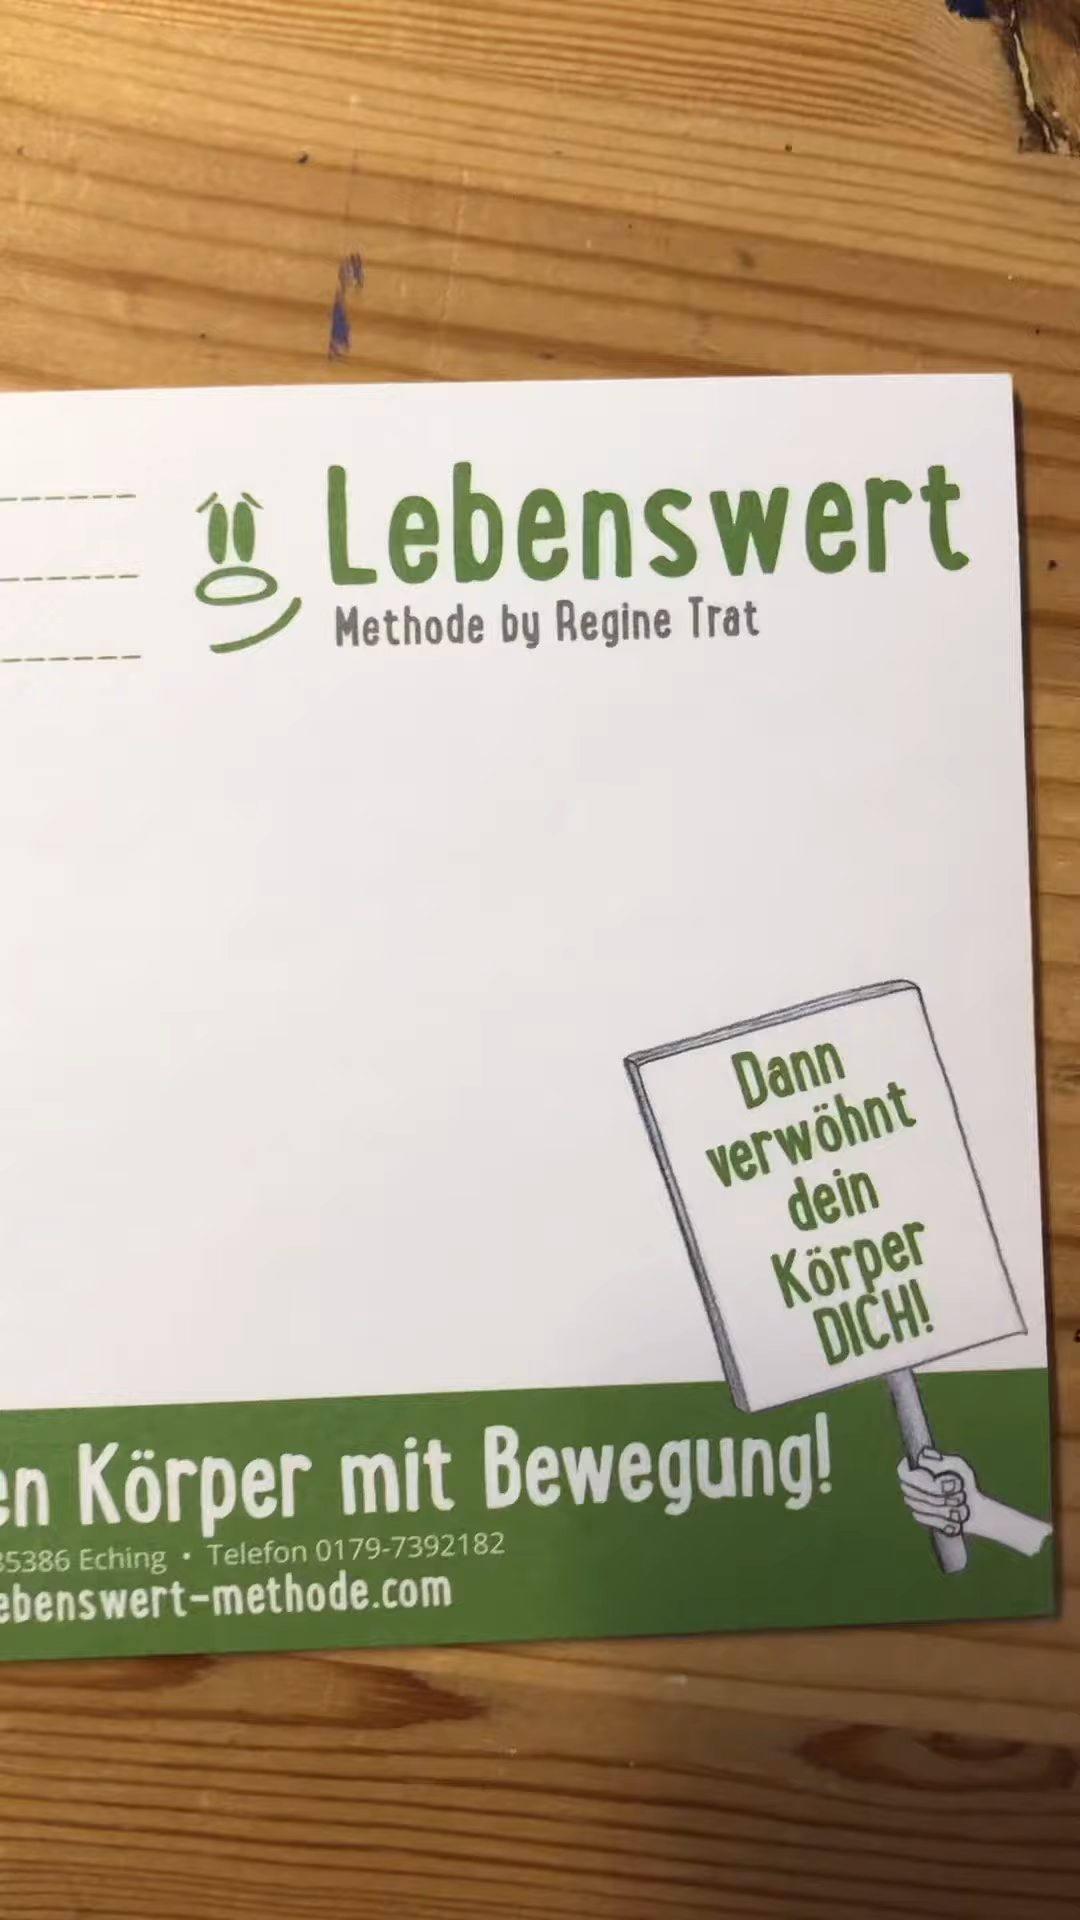 Lebenswert
Methode by Regine Trat
Dann
verwöhnt
dein
Körper
DICH!
en Körper mit Bewegung!
85386 Eching • Telefon 0179-7392182
ebenswert-methode.com